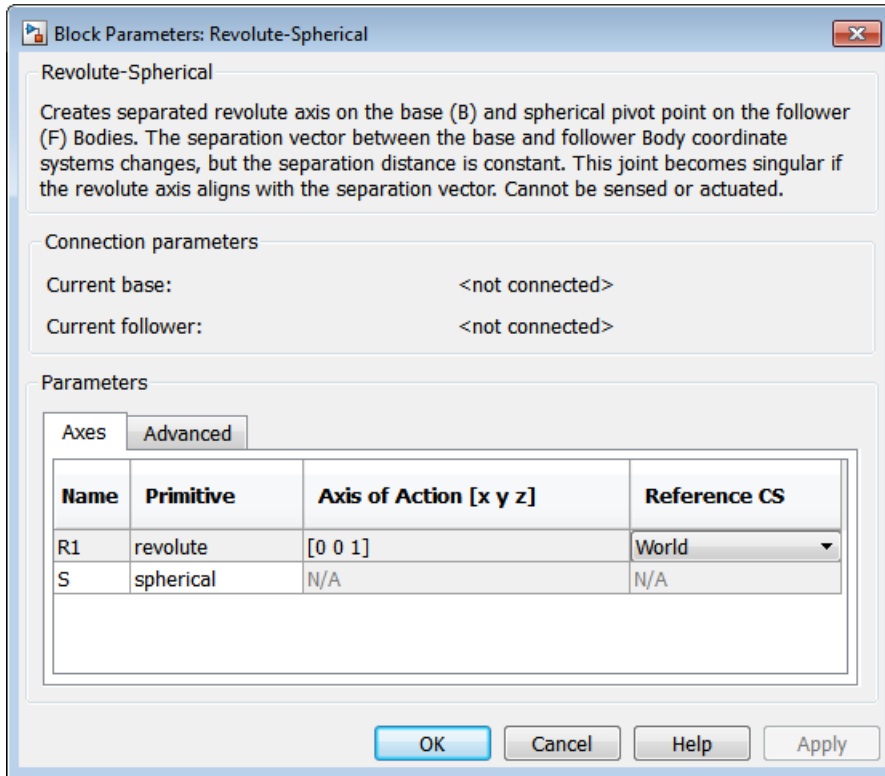 Block Parameters: Revolute-Spherical
Revolute-Spherical
Creates separated revolute axis on the base (B) and spherical pivot point on the follower
(F) Bodies. The separation vector between the base and follower Body coordinate
systems changes, but the separation distance is constant. This joint becomes singular if
the revolute axis aligns with the separation vector. Cannot be sensed or actuated.
Connection parameters
Current base: <not connected>
Current follower: <not connected>
Parameters
Axes Advanced
Name Primitive Axis of Action [x y z] Reference CS
R1 revolute [0 0 1] World
S spherical N/A N/A
OK Cancel Help Apply